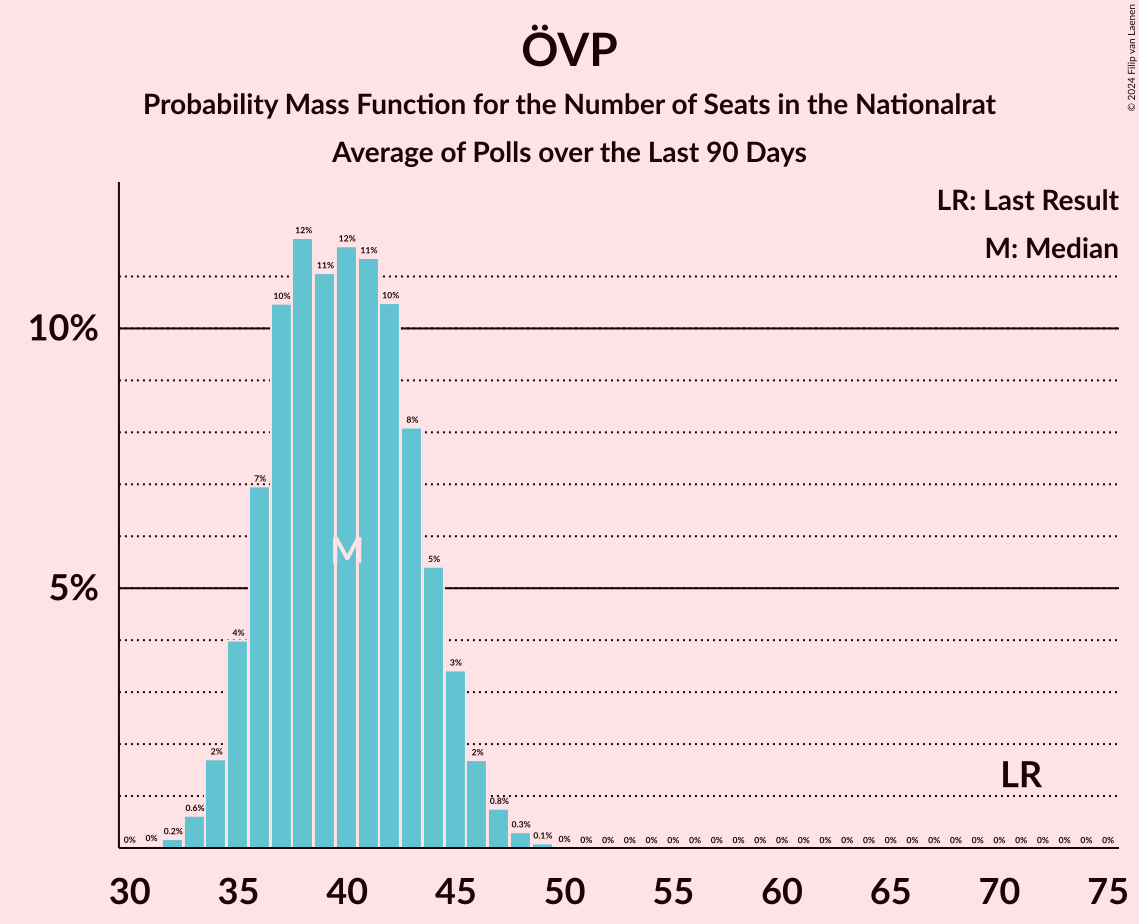 ÖVP
Probability Mass Function for the Number of Seats in the Nationalrat
Average of Polls over the Last 90 Days
© 2024 Filip van Laenen
LR: Last Result
M: Median
10%
5%
0% 0% 0.2% 0.6% 2% 4% 7% 10% 12% 11% 12% 11% 10% 8% 5% 3% 2% 0.8% 0.3% 0.1% 0% 0% 0% 0% 0% 0% 0% 0% 0% 0% 0% 0% 0% 0% 0% 0% 0% 0% 0% 0% 0% 0% 0% 0% 0% 0%
M
LR
30 35 40 45 50 55 60 65 70 75